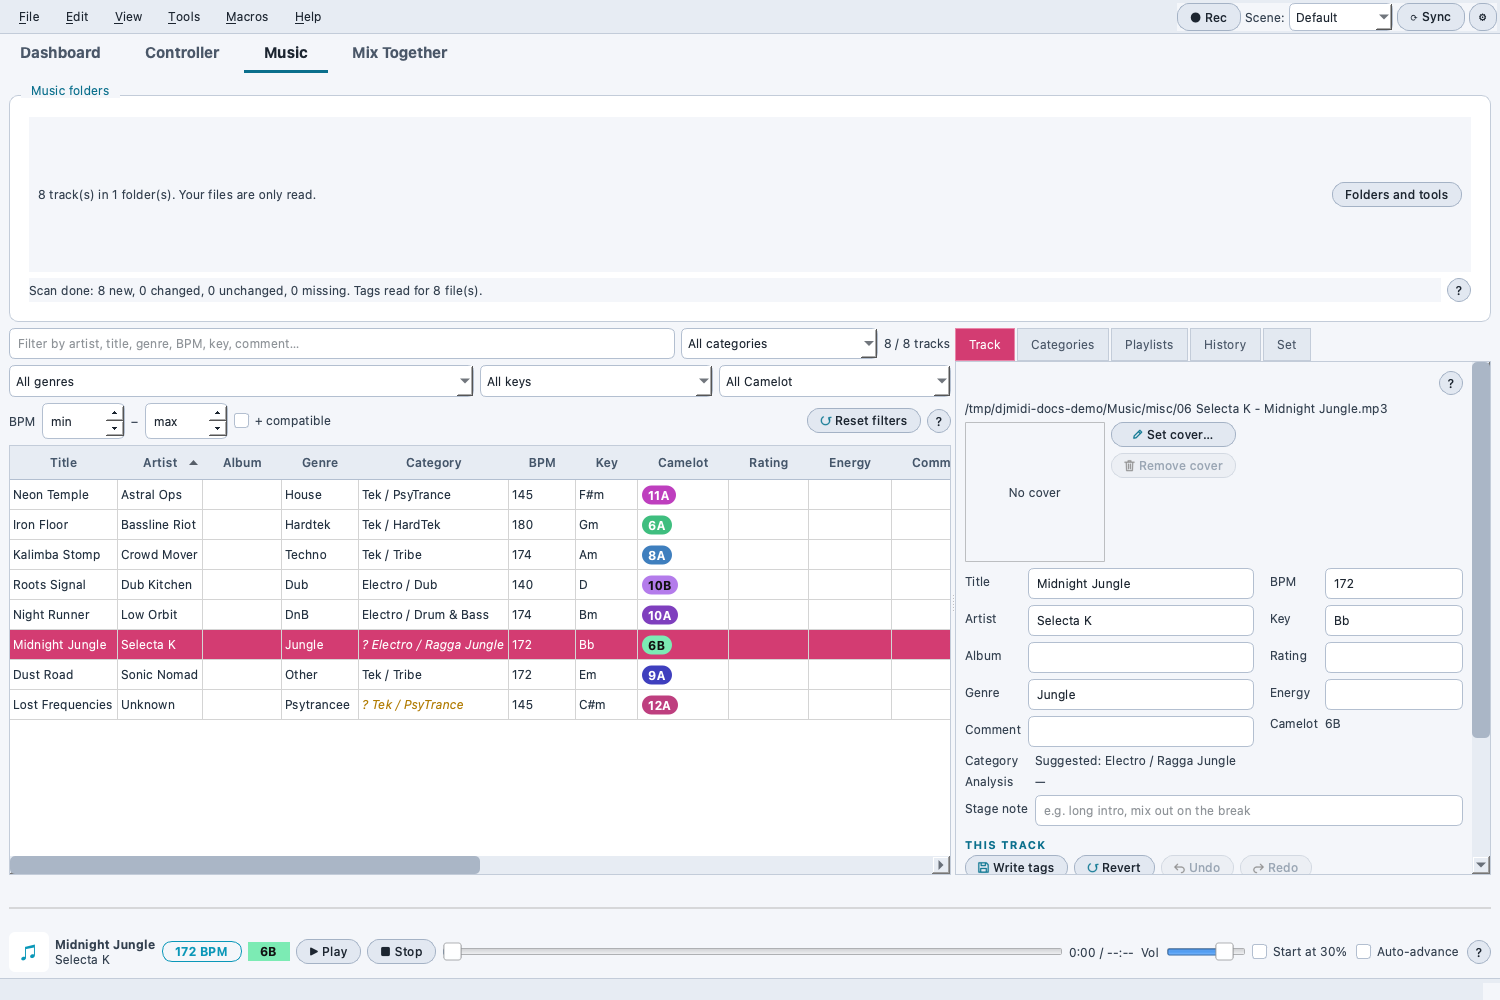 File Edit View Tools Macros Help Rec Scene: Default Sync
Dashboard Controller Music Mix Together
Music folders
8 track(s) in 1 folder(s). Your files are only read. Folders and tools
Scan done: 8 new, 0 changed, 0 unchanged, 0 missing. Tags read for 8 file(s). ?
Filter by artist, title, genre, BPM, key, comment... All categories 8 / 8 tracks
All genres All keys All Camelot
BPM min – max + compatible Reset filters ?
Title Artist Album Genre Category BPM Key Camelot Rating Energy Comm
Neon Temple Astral Ops House Tek / PsyTrance 145 F#m 11A
Iron Floor Bassline Riot Hardtek Tek / HardTek 180 Gm 6A
Kalimba Stomp Crowd Mover Techno Tek / Tribe 174 Am 8A
Roots Signal Dub Kitchen Dub Electro / Dub 140 D 10B
Night Runner Low Orbit DnB Electro / Drum & Bass 174 Bm 10A
Midnight Jungle Selecta K Jungle ? Electro / Ragga Jungle 172 Bb 6B
Dust Road Sonic Nomad Other Tek / Tribe 172 Em 9A
Lost Frequencies Unknown Psytrancee ? Tek / PsyTrance 145 C#m 12A
Track Categories Playlists History Set
?
/tmp/djmidi-docs-demo/Music/misc/06 Selecta K - Midnight Jungle.mp3
Set cover...
Remove cover
No cover
Title Midnight Jungle BPM 172
Artist Selecta K Key Bb
Album Rating
Genre Jungle Energy
Comment Camelot 6B
Category Suggested: Electro / Ragga Jungle
Analysis —
Stage note e.g. long intro, mix out on the break
THIS TRACK
Write tags Revert Undo Redo
Midnight Jungle
Selecta K
172 BPM 6B Play Stop 0:00 / --:-- Vol Start at 30% Auto-advance ?